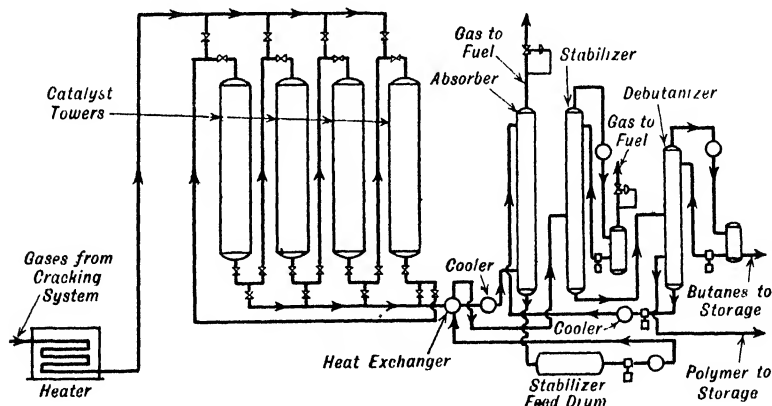 Gas to
Fuel
Absorber
Stabilizer
Gas to
Fuel
Debutanizer
Catalyst
Towers
Gases from
Cracking
System
Heater
Cooler
Heat Exchanger
Cooler
Stabilizer
Feed Drum
Butanes to
Storage
Polymer to
Storage